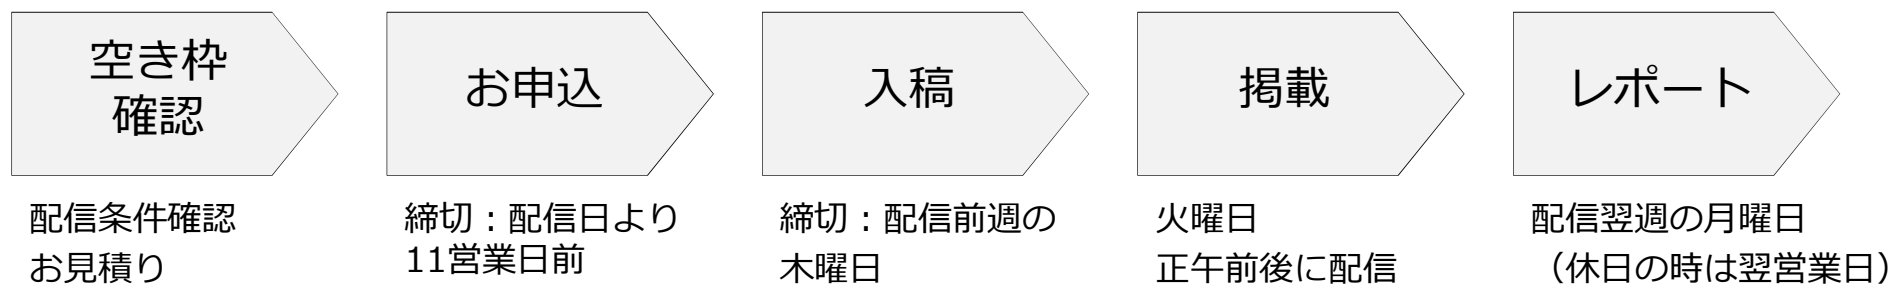 空き枠
確認
お申込
入稿
掲載
レポート
配信条件確認
お見積り
締切：配信日より
11営業日前
締切：配信前週の
木曜日
火曜日
正午前後に配信
配信翌週の月曜日
（休日の時は翌営業日）